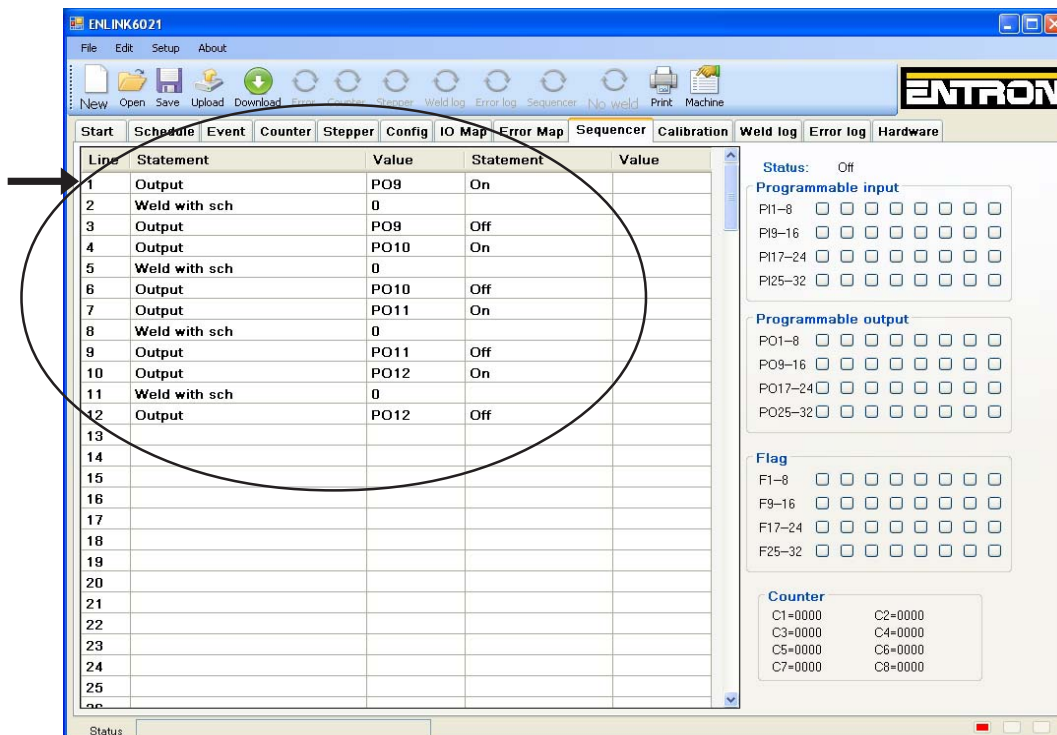 ENLINK6021
File Edit Setup About
New Open Save Upload Download Error Counter Stepper Weld log Error log Sequencer No weld Print Machine
ENTRON
Start Schedule Event Counter Stepper Config IO Map Error Map Sequencer Calibration Weld log Error log Hardware
Line Statement Value Statement Value
1 Output PO9 On
2 Weld with sch 0
3 Output PO9 Off
4 Output PO10 On
5 Weld with sch 0
6 Output PO10 Off
7 Output PO11 On
8 Weld with sch 0
9 Output PO11 Off
10 Output PO12 On
11 Weld with sch 0
12 Output PO12 Off
13
14
15
16
17
18
19
20
21
22
23
24
25
Status: Off
Programmable input
PI1–8
PI9–16
PI17–24
PI25–32
Programmable output
PO1–8
PO9–16
PO17–24
PO25–32
Flag
F1–8
F9–16
F17–24
F25–32
Counter
C1=0000 C2=0000
C3=0000 C4=0000
C5=0000 C6=0000
C7=0000 C8=0000
Status